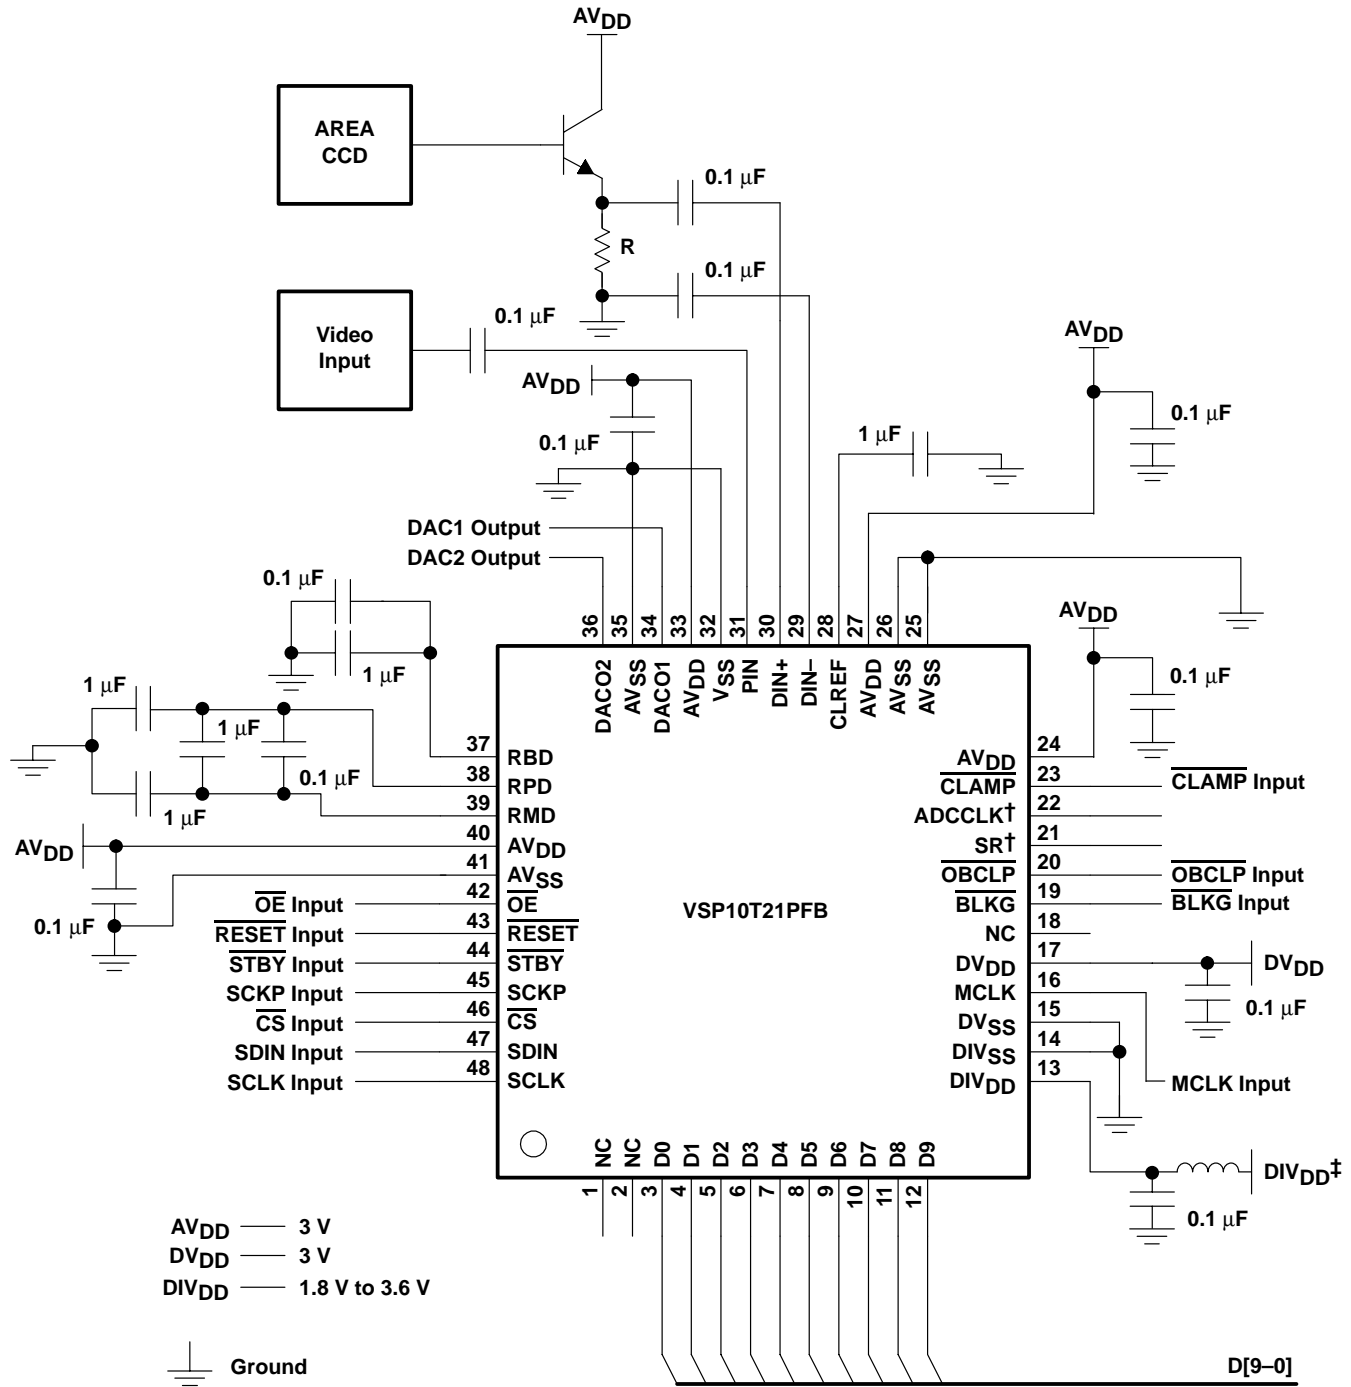 AVDD
AREA
CCD
0.1 μF
R
0.1 μF
Video
Input
0.1 μF
AVDD
AVDD
0.1 μF
0.1 μF
1 μF
DAC1 Output
DAC2 Output
0.1 μF
1 μF
36
35
34
33
32
31
30
29
28
27
26
25
DACO2
AVSS
DACO1
AVDD
VSS
PIN
DIN+
DIN–
CLREF
AVDD
AVSS
AVSS
AVDD
0.1 μF
1 μF
1 μF
0.1 μF
1 μF
37 RBD
38 RPD
39 RMD
AVDD 40 AVDD
41 AVSS
0.1 μF
OE Input 42 OE
RESET Input 43 RESET
STBY Input 44 STBY
SCKP Input 45 SCKP
CS Input 46 CS
SDIN Input 47 SDIN
SCLK Input 48 SCLK
VSP10T21PFB
AVDD 24
CLAMP 23 CLAMP Input
ADCCLK† 22
SR† 21
OBCLP 20 OBCLP Input
BLKG 19 BLKG Input
NC 18
DVDD 17 DVDD
0.1 μF
MCLK 16 MCLK Input
DVSS 15
DIVSS 14
DIVDD 13
DIVDD‡
0.1 μF
NC
NC
D0
D1
D2
D3
D4
D5
D6
D7
D8
D9
1
2
3
4
5
6
7
8
9
10
11
12
AVDD 3 V
DVDD 3 V
DIVDD 1.8 V to 3.6 V
Ground
D[9–0]